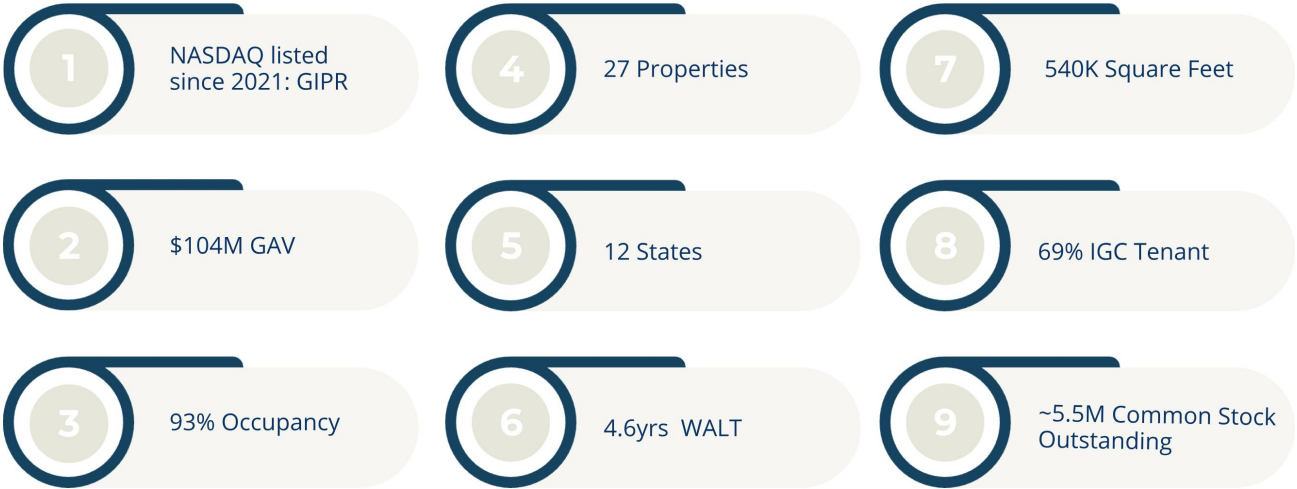 1
NASDAQ listed
since 2021: GIPR
2
$104M GAV
3
93% Occupancy
4
27 Properties
5
12 States
6
4.6yrs WALT
7
540K Square Feet
8
69% IGC Tenant
9
~5.5M Common Stock
Outstanding